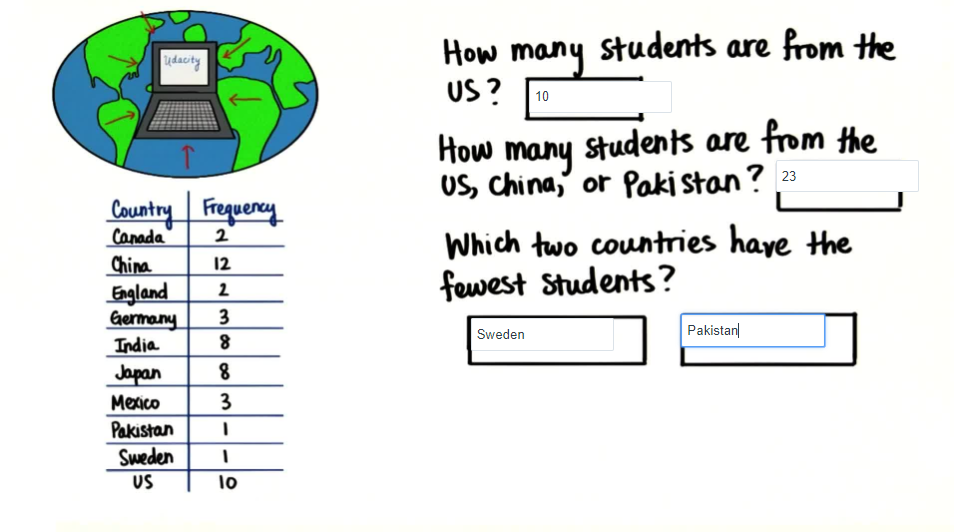 Udacity
Country Frequency
Canada 2
China 12
England 2
Germany 3
India 8
Japan 8
Mexico 3
Pakistan 1
Sweden 1
US 10
How many students are from the
US? 10
How many students are from the
US, China, or Pakistan? 23
Which two countries have the
fewest students?
Sweden Pakistan